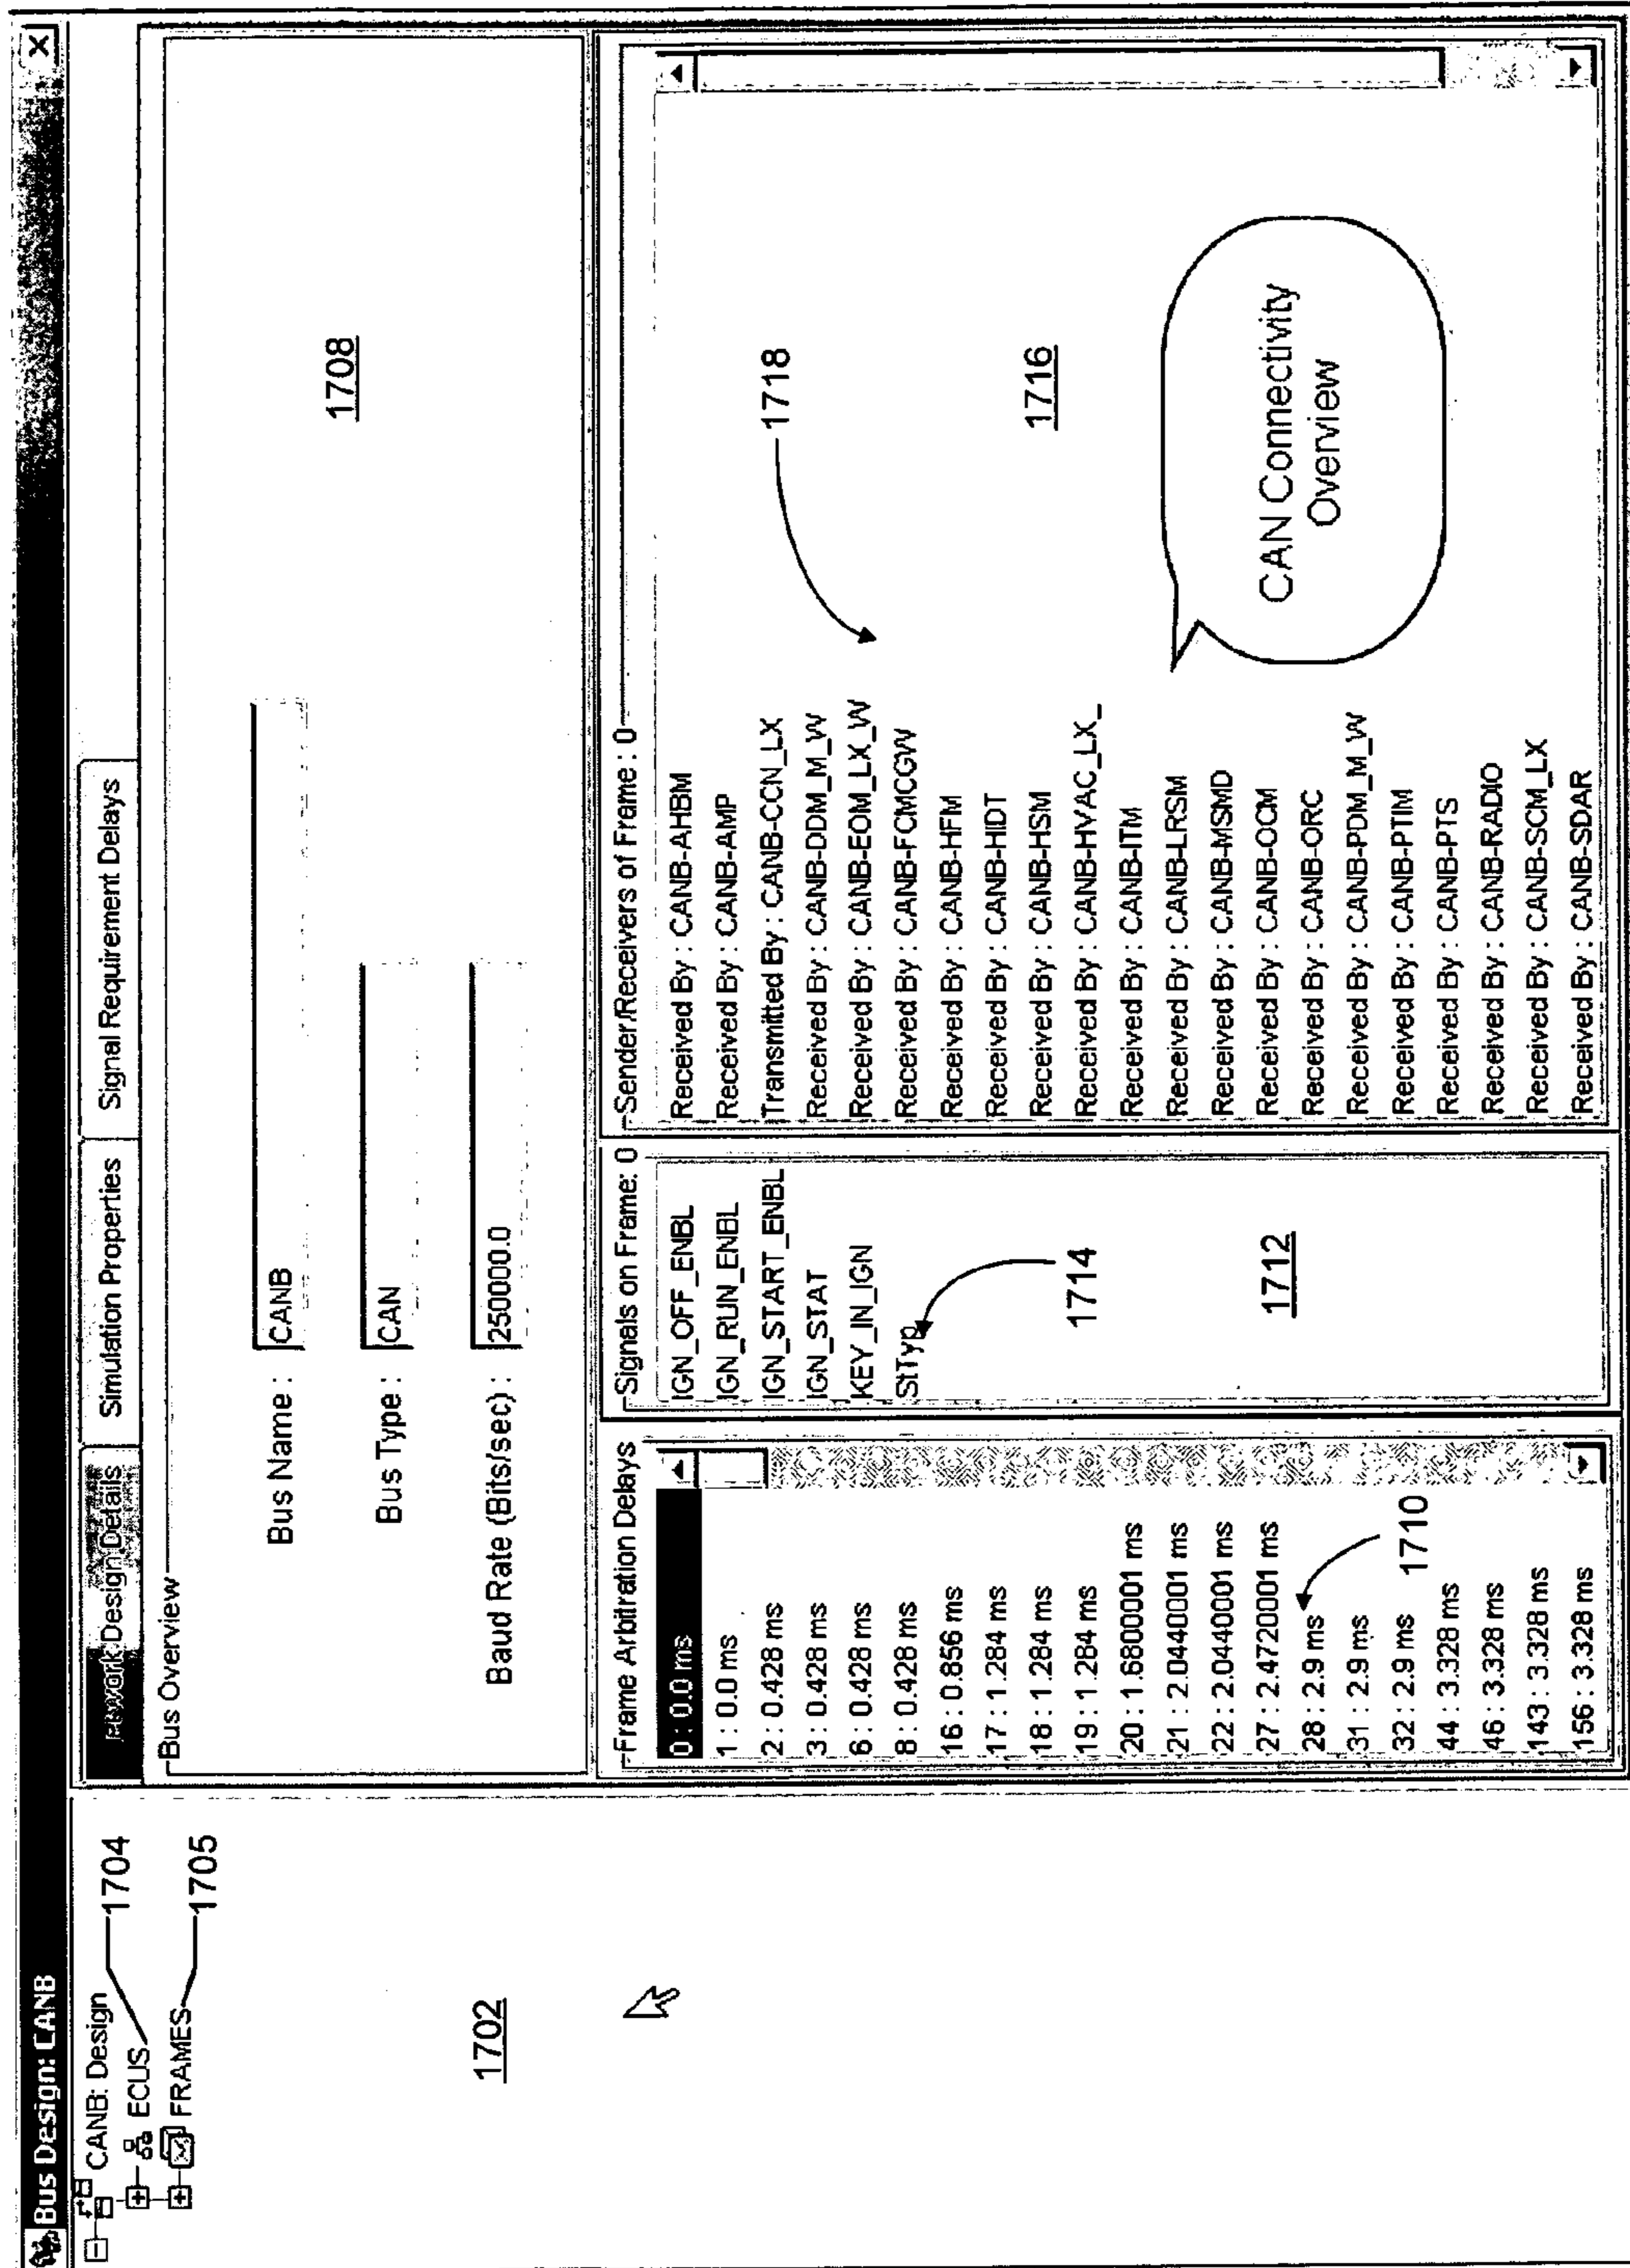 Bus Design: CANB
X
CANB: Design
1704
ECUS
FRAMES
1705
1702
Network Design Details
Simulation Properties
Signal Requirement Delays
Bus Overview
Bus Name : CANB
Bus Type : CAN
Baud Rate (Bits/sec) : 250000.0
1708
Frame Arbitration Delays
0 : 0.0 ms
1 : 0.0 ms
2 : 0.428 ms
3 : 0.428 ms
6 : 0.428 ms
8 : 0.428 ms
16 : 0.856 ms
17 : 1.284 ms
18 : 1.284 ms
19 : 1.284 ms
20 : 1.6800001 ms
21 : 2.0440001 ms
22 : 2.0440001 ms
27 : 2.4720001 ms
28 : 2.9 ms
31 : 2.9 ms
32 : 2.9 ms
44 : 3.328 ms
46 : 3.328 ms
143 : 3.328 ms
156 : 3.328 ms
1710
Signals on Frame: 0
IGN_OFF_ENBL
IGN_RUN_ENBL
IGN_START_ENBL
IGN_STAT
KEY_IN_IGN
StTyp
1714
1712
Sender/Receivers of Frame : 0
Received By : CANB-AHBM
Received By : CANB-AMP
Transmitted By : CANB-CCN_LX
Received By : CANB-DDM_M_W
Received By : CANB-EOM_LX_W
Received By : CANB-FCMCGW
Received By : CANB-HFM
Received By : CANB-HIDT
Received By : CANB-HSM
Received By : CANB-HVAC_LX_
Received By : CANB-ITM
Received By : CANB-LRSM
Received By : CANB-MSMD
Received By : CANB-OCM
Received By : CANB-ORC
Received By : CANB-PDM_M_W
Received By : CANB-PTIM
Received By : CANB-PTS
Received By : CANB-RADIO
Received By : CANB-SCM_LX
Received By : CANB-SDAR
1718
1716
CAN Connectivity
Overview